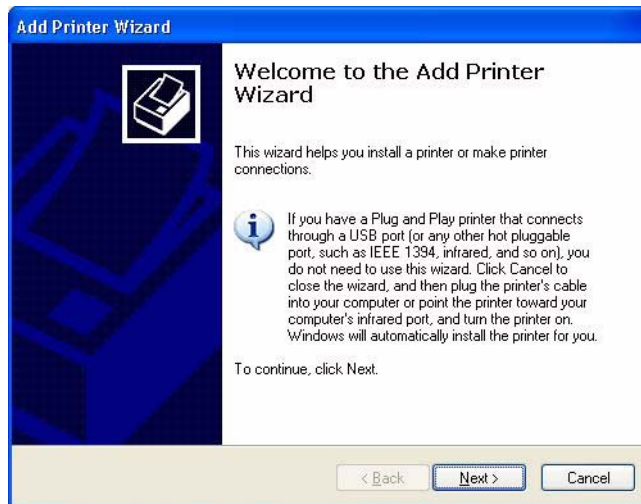 Add Printer Wizard
Welcome to the Add Printer
Wizard
This wizard helps you install a printer or make printer
connections.
If you have a Plug and Play printer that connects
through a USB port (or any other hot pluggable
port, such as IEEE 1394, infrared, and so on), you
do not need to use this wizard. Click Cancel to
close the wizard, and then plug the printer's cable
into your computer or point the printer toward your
computer's infrared port, and turn the printer on.
Windows will automatically install the printer for you.
To continue, click Next.
< Back Next > Cancel